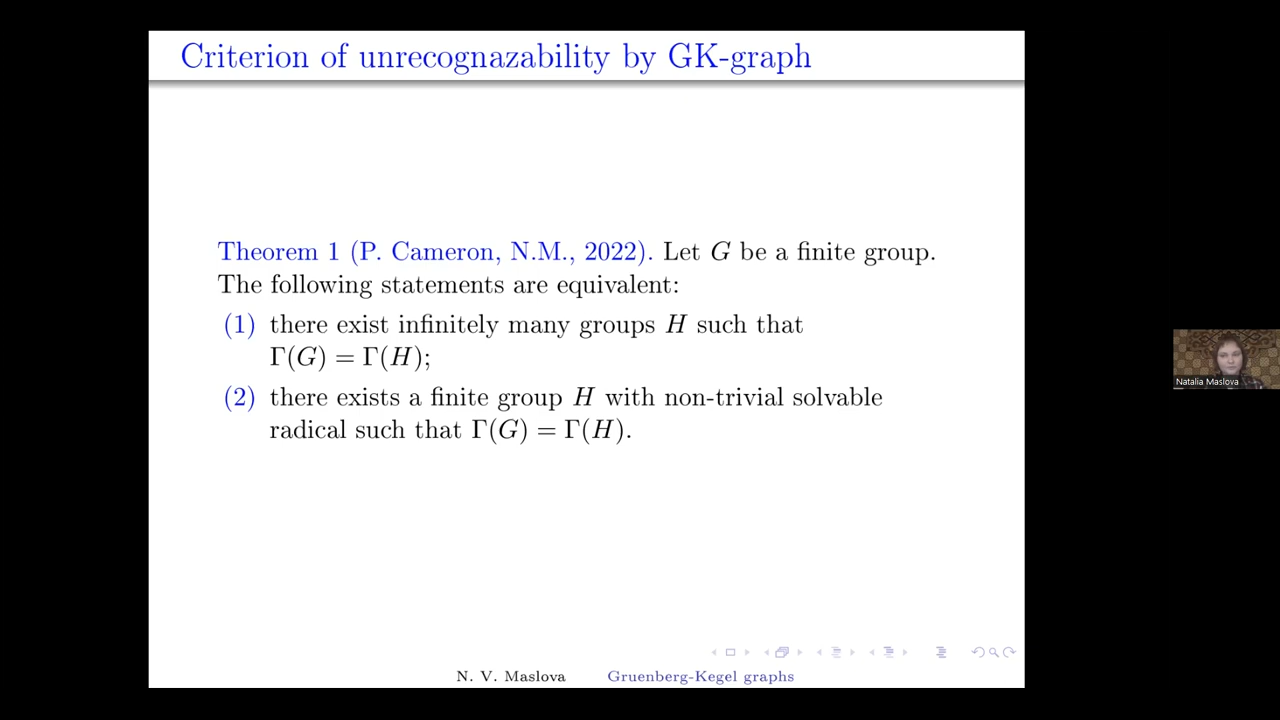 Criterion of unrecognazability by GK-graph
Theorem 1 (P. Cameron, N.M., 2022). Let G be a finite group.
The following statements are equivalent:
(1) there exist infinitely many groups H such that
Γ(G) = Γ(H);
(2) there exists a finite group H with non-trivial solvable
radical such that Γ(G) = Γ(H).
Natalia Maslova
N. V. Maslova Gruenberg-Kegel graphs